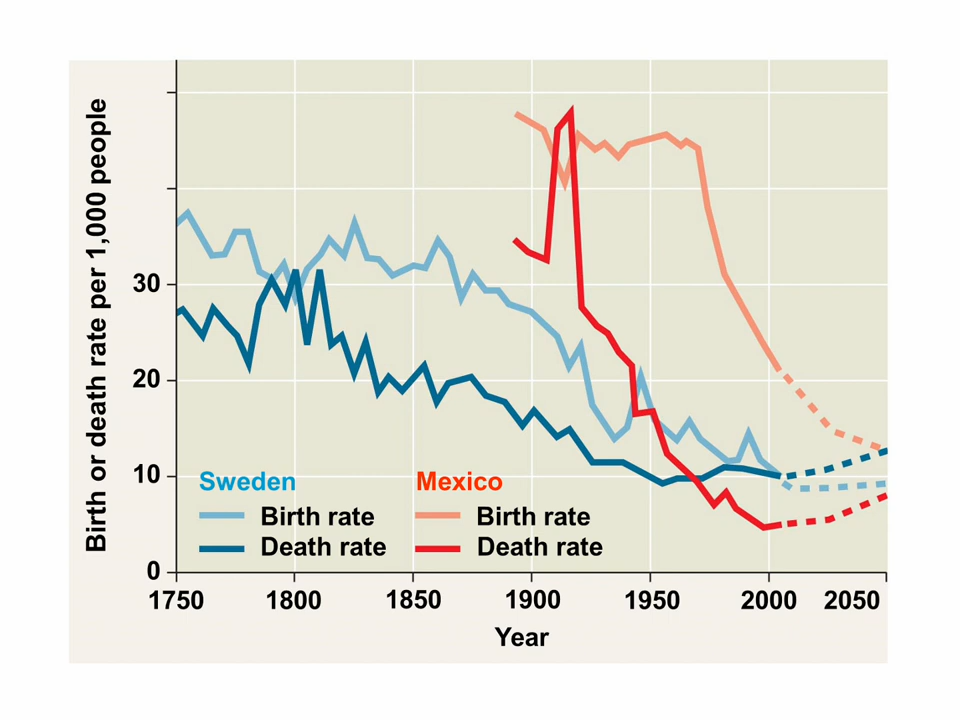 Birth or death rate per 1,000 people
30
20
10
0
Sweden
Birth rate
Death rate
Mexico
Birth rate
Death rate
1750 1800 1850 1900 1950 2000 2050
Year